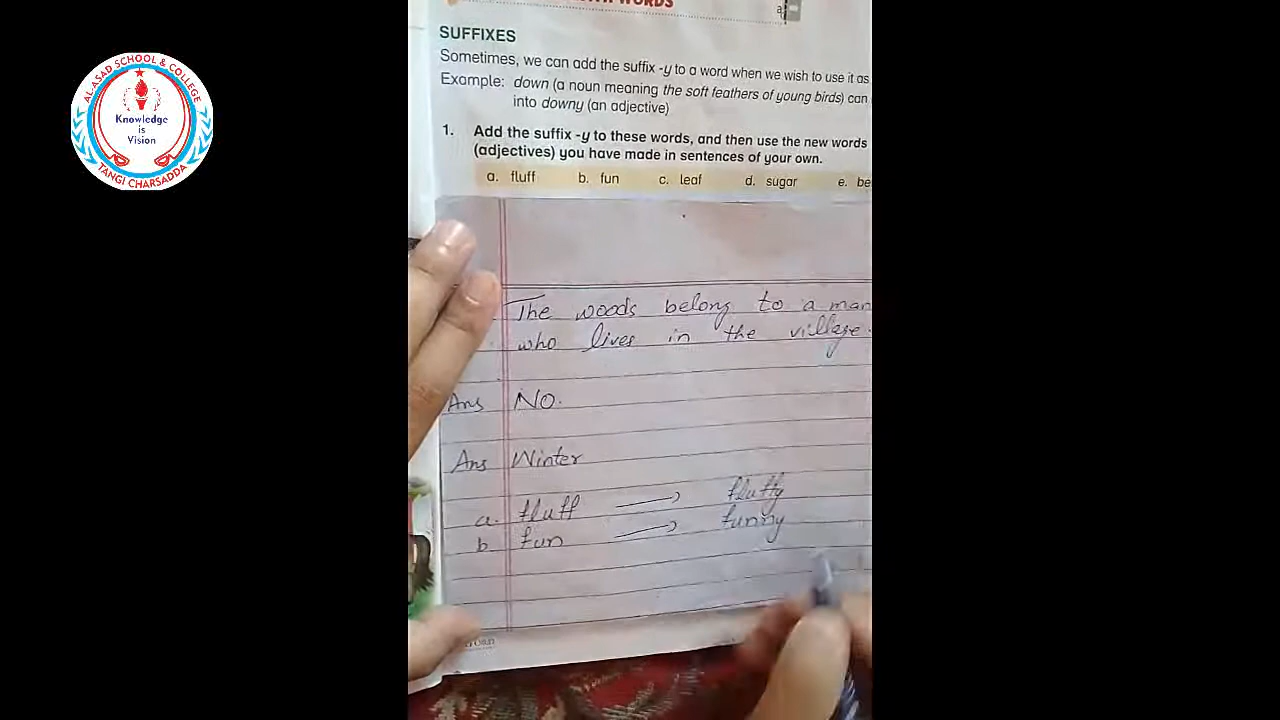 AL-ASAD SCHOOL & COLLEGE
Knowledge
is
Vision
TANGI CHARSADDA
WORDS
SUFFIXES
Sometimes, we can add the suffix -y to a word when we wish to use it as
Example: down (a noun meaning the soft feathers of young birds) can
into downy (an adjective)
1. Add the suffix -y to these words, and then use the new words
(adjectives) you have made in sentences of your own.
a. fluff b. fun c. leaf d. sugar e. be
The woods belong to a man
who lives in the village.
Ans No.
Ans Winter
a. fluff → fluffy
b fun → funny